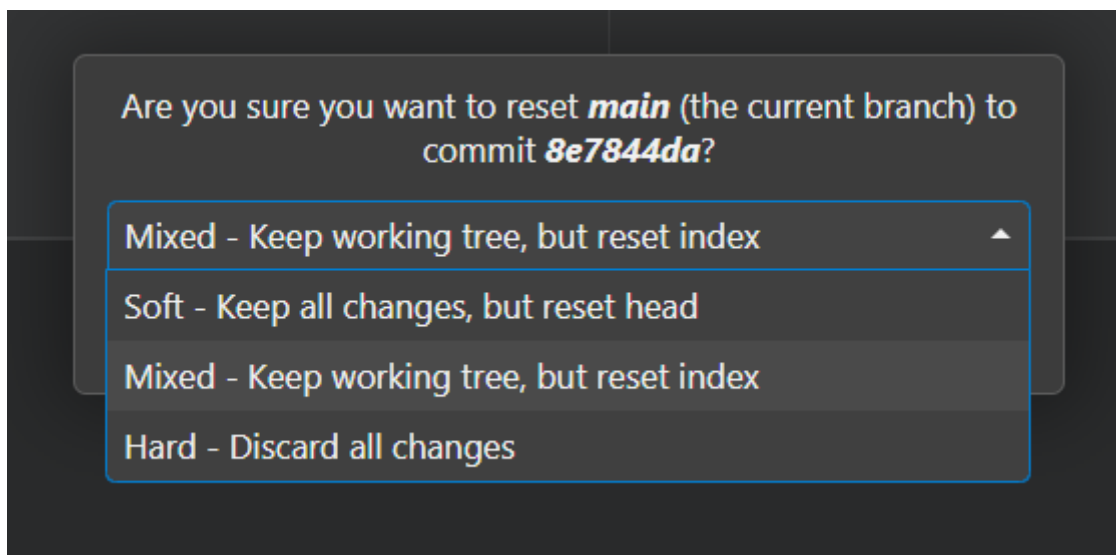 Are you sure you want to reset main (the current branch) to
commit 8e7844da?
Mixed - Keep working tree, but reset index
Soft - Keep all changes, but reset head
Mixed - Keep working tree, but reset index
Hard - Discard all changes